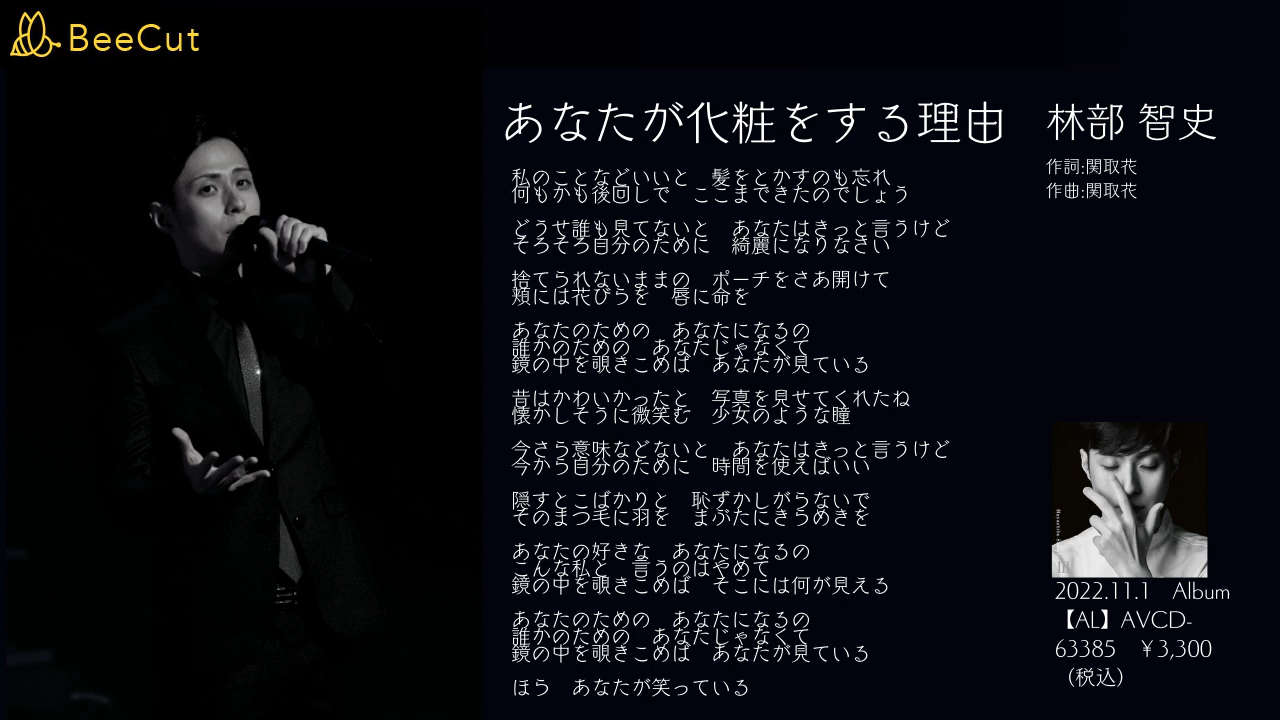 BeeCut
あなたが化粧をする理由
林部 智史
作詞:関取花
作曲:関取花
私のことなどいいと　髪をとかすのも忘れ
何もかも後回しで　ここまできたのでしょう
どうせ誰も見てないと　あなたはきっと言うけど
そろそろ自分のために　綺麗になりなさい
捨てられないままの　ポーチをさあ開けて
頬には花びらを　唇に命を
あなたのための　あなたになるの
誰かのための　あなたじゃなくて
鏡の中を覗きこめば　あなたが見ている
昔はかわいかったと　写真を見せてくれたね
懐かしそうに微笑む　少女のような瞳
今さら意味などないと　あなたはきっと言うけど
今から自分のために　時間を使えばいい
隠すとこばかりと　恥ずかしがらないで
そのまつ毛に羽を　まぶたにきらめきを
あなたの好きな　あなたになるの
こんな私と　言うのはやめて
鏡の中を覗きこめば　そこには何が見える
あなたのための　あなたになるの
誰かのための　あなたじゃなくて
鏡の中を覗きこめば　あなたが見ている
ほら　あなたが笑っている
III
2022.11.1　Album
【AL】AVCD-
63385　￥3,300
（税込）